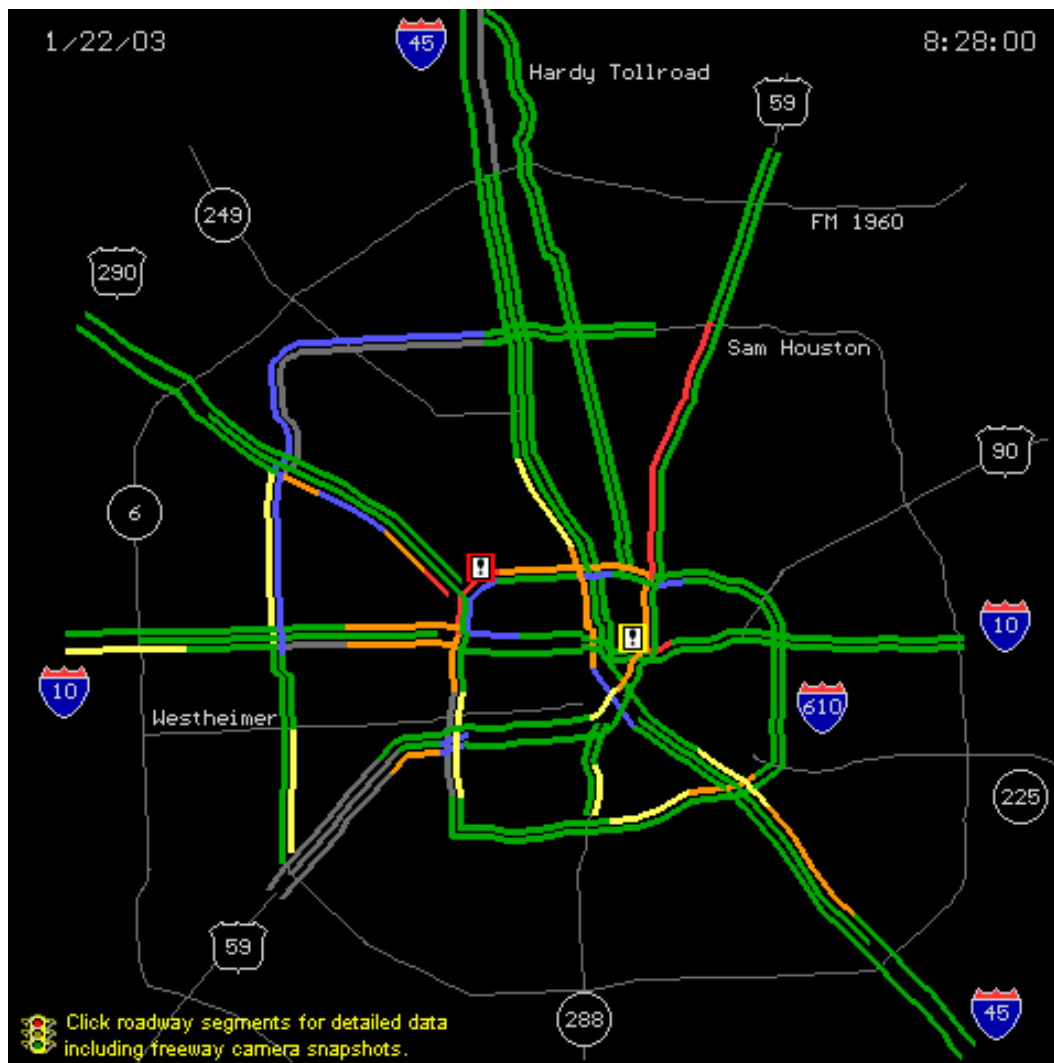 1/22/03
45
8:28:00
Hardy Tollroad
59
249
FM 1960
290
Sam Houston
90
6
!
!
10
10
Westheimer
610
225
59
288
45
Click roadway segments for detailed data
including freeway camera snapshots.